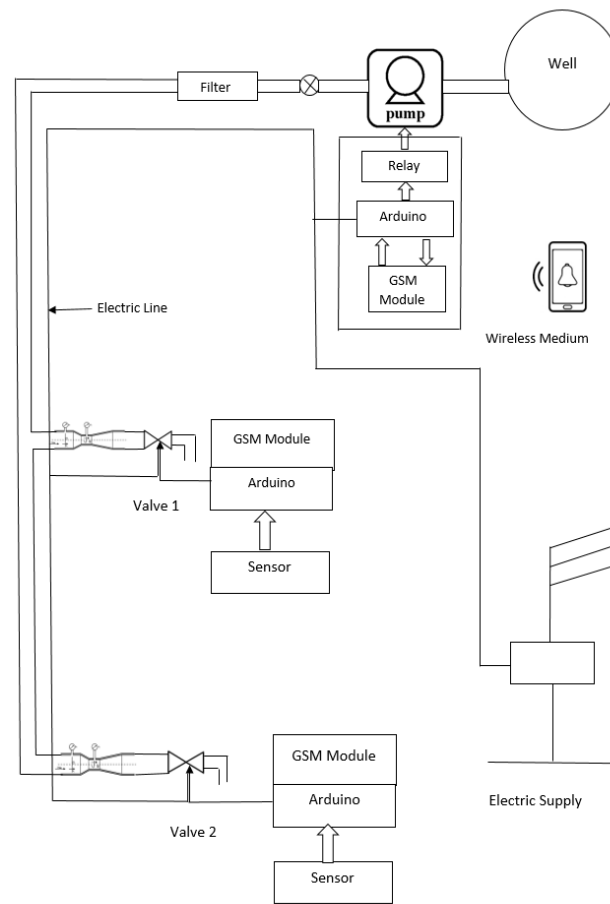 Well
Filter
pump
Relay
Arduino
GSM
Module
Electric Line
Wireless Medium
GSM Module
Arduino
Valve 1
Sensor
GSM Module
Arduino
Electric Supply
Valve 2
Sensor